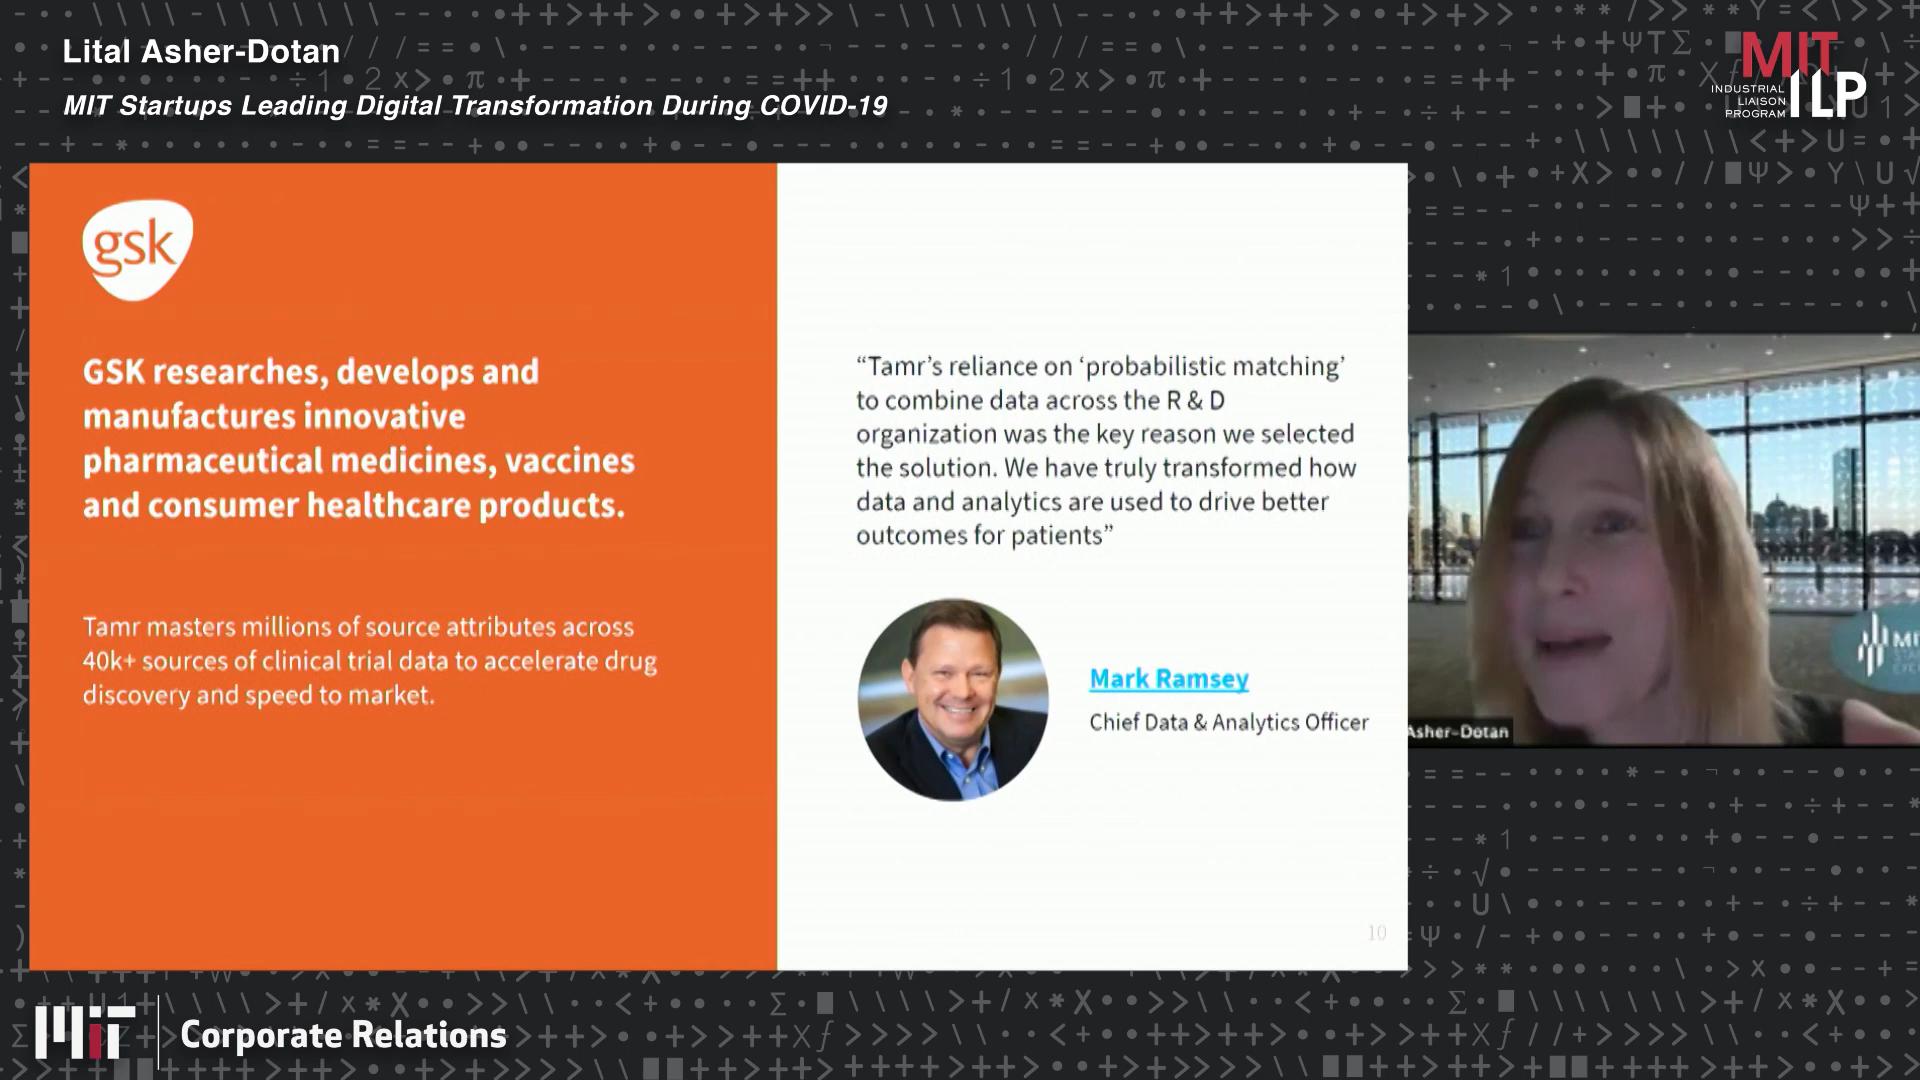 Lital Asher-Dotan
MIT Startups Leading Digital Transformation During COVID-19
MIT
INDUSTRIAL
LIAISON
PROGRAM
ILP
gsk
GSK researches, develops and
manufactures innovative
pharmaceutical medicines, vaccines
and consumer healthcare products.
Tamr masters millions of source attributes across
40k+ sources of clinical trial data to accelerate drug
discovery and speed to market.
“Tamr’s reliance on ‘probabilistic matching’
to combine data across the R & D
organization was the key reason we selected
the solution. We have truly transformed how
data and analytics are used to drive better
outcomes for patients”
Mark Ramsey
Chief Data & Analytics Officer
10
Asher-Dotan
MIT
Corporate Relations